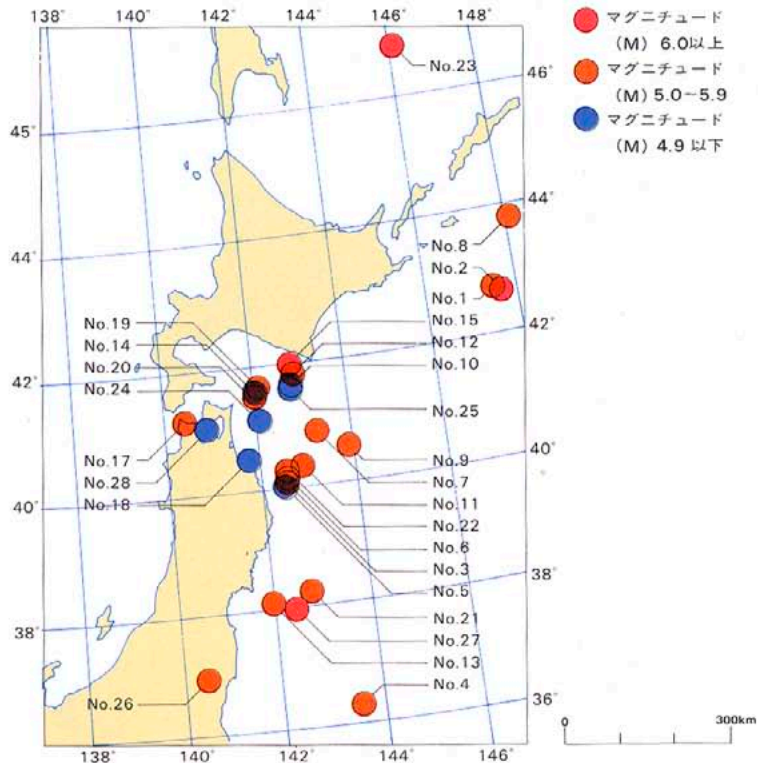 138°
140°
142°
144°
146°
148°
マグニチュード
(M) 6.0以上
マグニチュード
(M) 5.0-5.9
マグニチュード
(M) 4.9 以下
No.23
46°
45°
44°
No.8
No.2
No.1
44°
42°
No.19
No.14
No.20
No.24
No.15
No.12
No.10
No.25
42°
No.17
No.28
No.18
No.9
No.7
No.11
No.22
No.6
No.3
No.5
40°
40°
No.21
No.27
No.13
No.4
38°
38°
No.26
36°
138°
140°
142°
144°
146°
0
300km